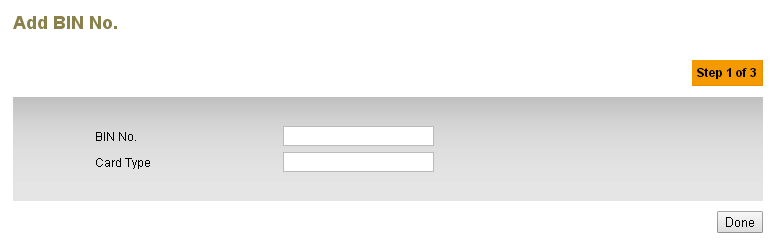 Add BIN No.
Step 1 of 3
BIN No.
Card Type
Done